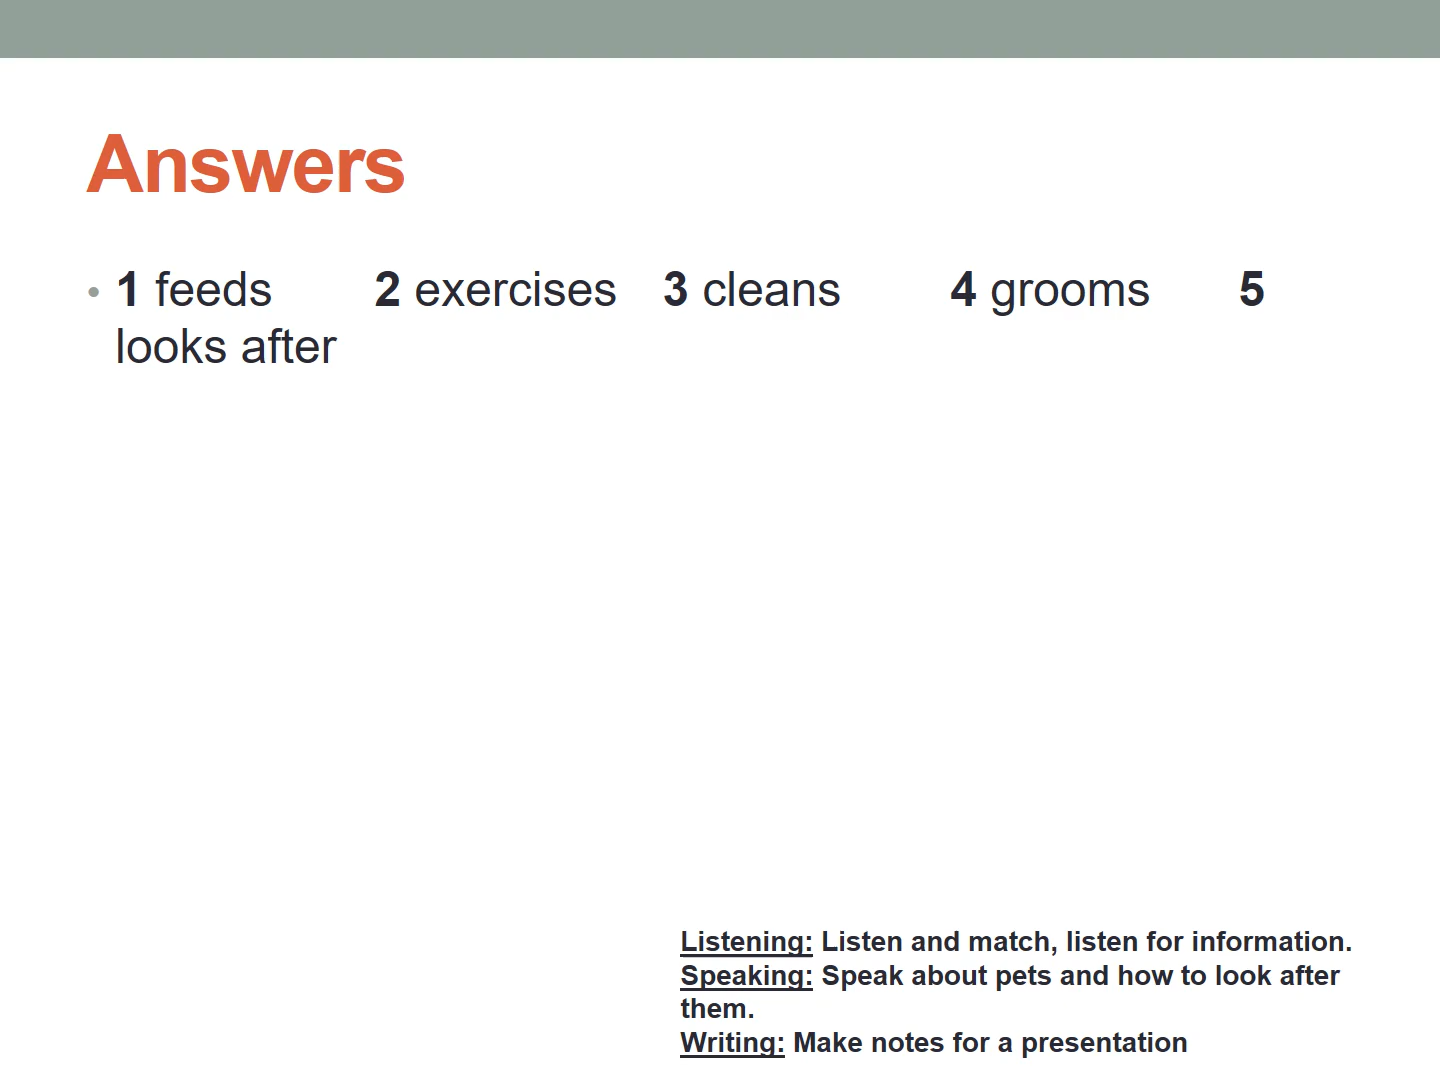 Answers
• 1 feeds 2 exercises 3 cleans 4 grooms 5
looks after
Listening: Listen and match, listen for information.
Speaking: Speak about pets and how to look after
them.
Writing: Make notes for a presentation